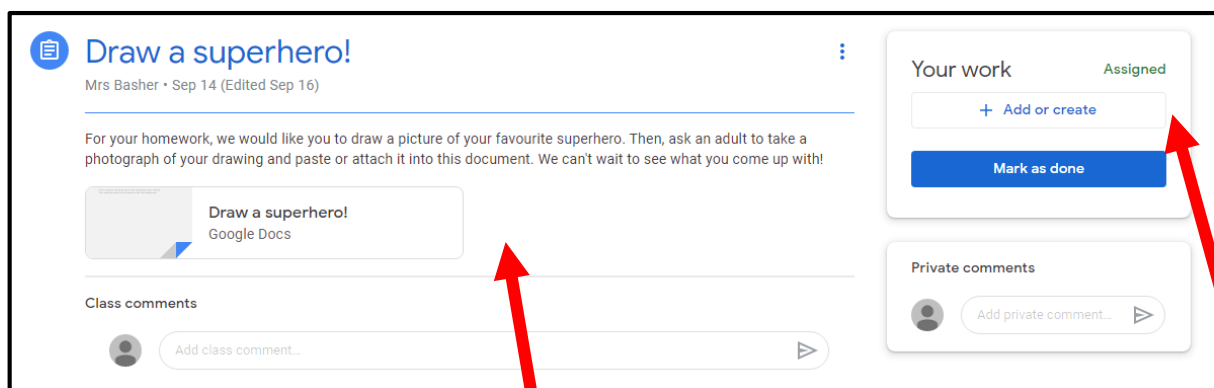 Draw a superhero!
Mrs Basher • Sep 14 (Edited Sep 16)
For your homework, we would like you to draw a picture of your favourite superhero. Then, ask an adult to take a
photograph of your drawing and paste or attach it into this document. We can't wait to see what you come up with!
Draw a superhero!
Google Docs
Class comments
Add class comment...
Your work Assigned
+ Add or create
Mark as done
Private comments
Add private comment...